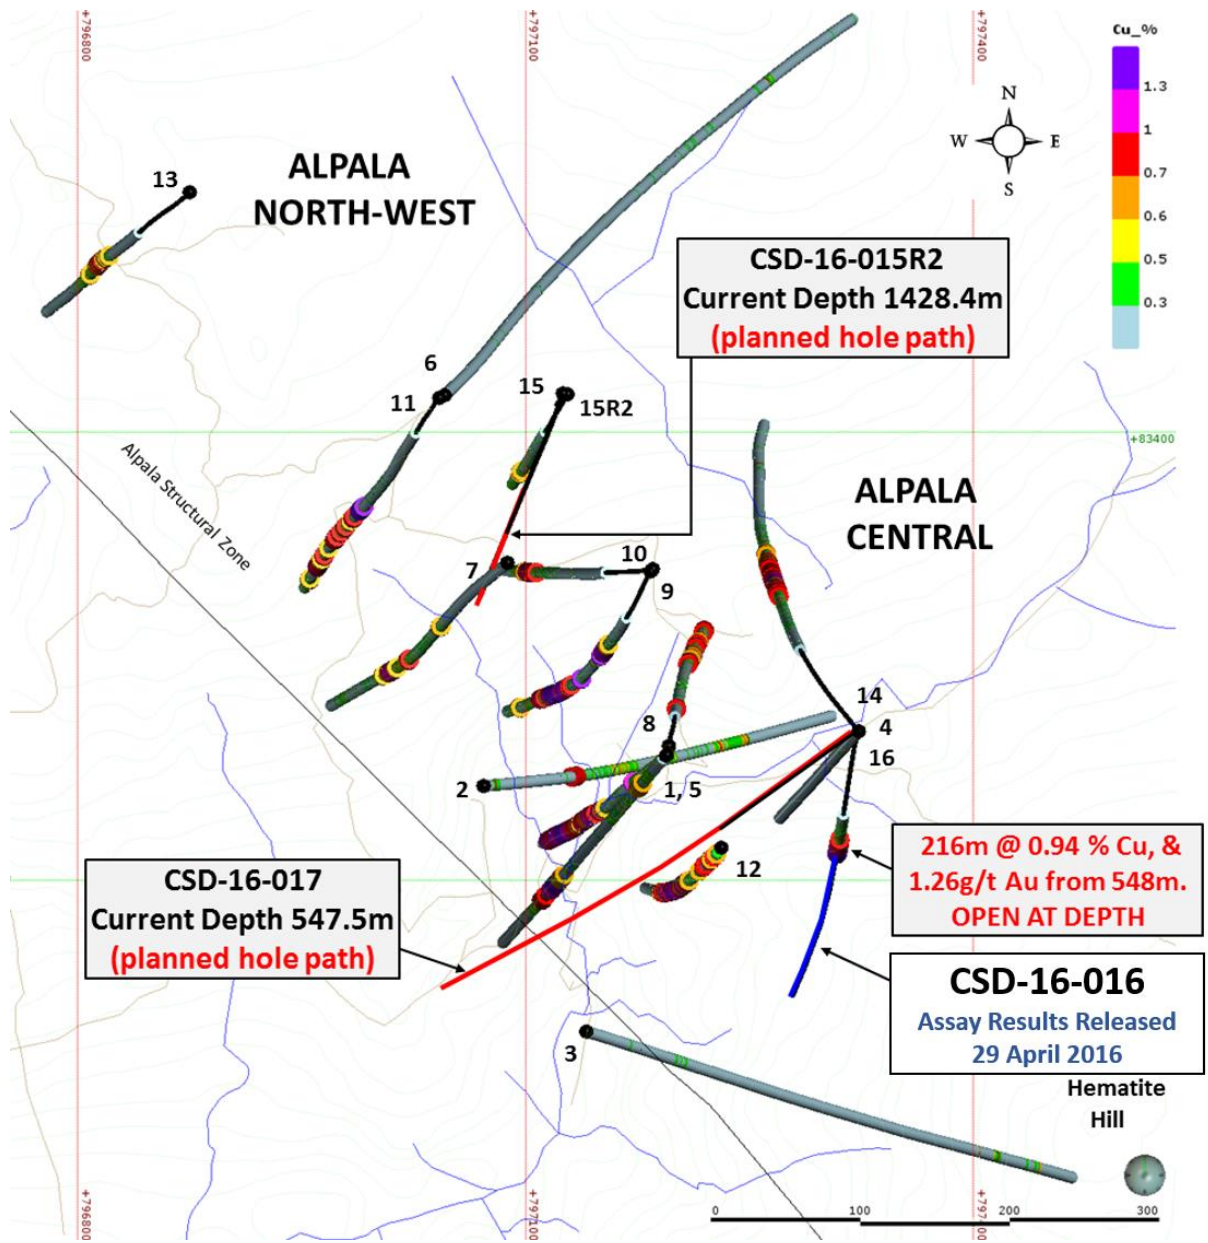 +796800
+797100
+797400
Cu_%
1.3
1
0.7
0.6
0.5
0.3
N
W
E
S
13
ALPALA
NORTH-WEST
CSD-16-015R2
Current Depth 1428.4m
(planned hole path)
6
11
15
15R2
+83400
Alpala Structural Zone
ALPALA
CENTRAL
7
10
9
14
4
16
8
2
1, 5
12
216m @ 0.94 % Cu, &
1.26g/t Au from 548m.
OPEN AT DEPTH
CSD-16-017
Current Depth 547.5m
(planned hole path)
CSD-16-016
Assay Results Released
29 April 2016
3
Hematite
Hill
0
100
200
300
+796800
+797100
+797400